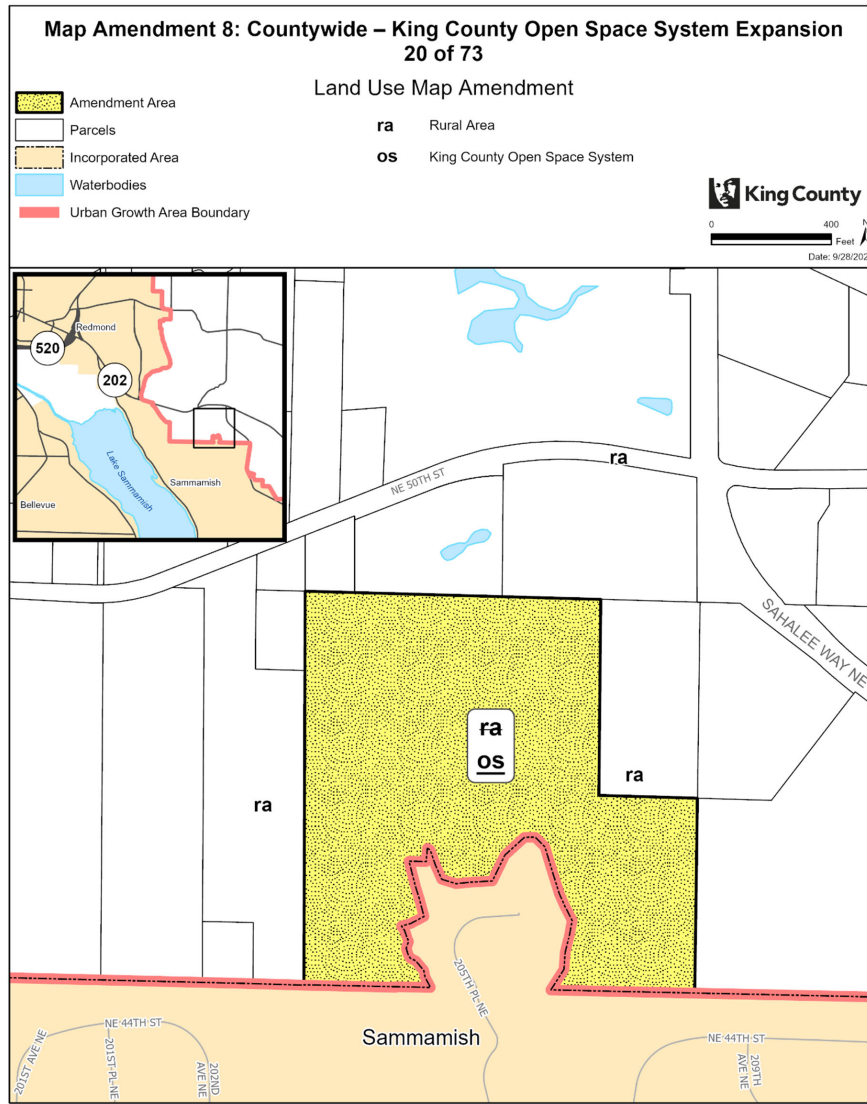 Map Amendment 8: Countywide – King County Open Space System Expansion
20 of 73
Land Use Map Amendment
Amendment Area
Parcels
Incorporated Area
Waterbodies
Urban Growth Area Boundary
ra Rural Area
os King County Open Space System
King County
0 400
Feet
N
Date: 9/28/202
Redmond
520
202
Lake Sammamish
Sammamish
Bellevue
ra
NE 50TH ST
SAHALEE WAY NE
ra
os
ra
ra
205TH PL NE
Sammamish
NE 44TH ST
201ST AVE NE
201ST PL NE
202ND
AVE NE
NE 44TH ST
209TH
AVE NE